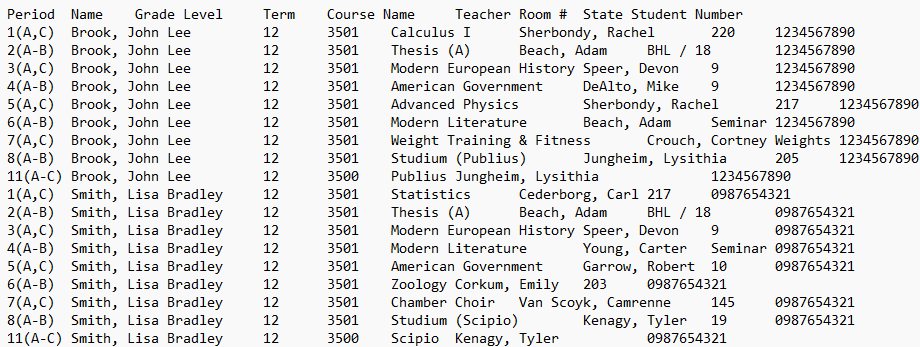 Period Name Grade Level Term Course Name Teacher Room # State Student Number
1(A,C) Brook, John Lee 12 3501 Calculus I Sherbondy, Rachel 220 1234567890
2(A-B) Brook, John Lee 12 3501 Thesis (A) Beach, Adam BHL / 18 1234567890
3(A,C) Brook, John Lee 12 3501 Modern European History Speer, Devon 9 1234567890
4(A-B) Brook, John Lee 12 3501 American Government DeAlto, Mike 9 1234567890
5(A,C) Brook, John Lee 12 3501 Advanced Physics Sherbondy, Rachel 217 1234567890
6(A-B) Brook, John Lee 12 3501 Modern Literature Beach, Adam Seminar 1234567890
7(A,C) Brook, John Lee 12 3501 Weight Training & Fitness Crouch, Cortney Weights 1234567890
8(A-B) Brook, John Lee 12 3501 Studium (Publius) Jungheim, Lysithia 205 1234567890
11(A-C) Brook, John Lee 12 3500 Publius Jungheim, Lysithia 1234567890
1(A,C) Smith, Lisa Bradley 12 3501 Statistics Cederborg, Carl 217 0987654321
2(A-B) Smith, Lisa Bradley 12 3501 Thesis (A) Beach, Adam BHL / 18 0987654321
3(A,C) Smith, Lisa Bradley 12 3501 Modern European History Speer, Devon 9 0987654321
4(A-B) Smith, Lisa Bradley 12 3501 Modern Literature Young, Carter Seminar 0987654321
5(A,C) Smith, Lisa Bradley 12 3501 American Government Garrow, Robert 10 0987654321
6(A-B) Smith, Lisa Bradley 12 3501 Zoology Corkum, Emily 203 0987654321
7(A,C) Smith, Lisa Bradley 12 3501 Chamber Choir Van Scoyk, Camrenne 145 0987654321
8(A-B) Smith, Lisa Bradley 12 3501 Studium (Scipio) Kenagy, Tyler 19 0987654321
11(A-C) Smith, Lisa Bradley 12 3500 Scipio Kenagy, Tyler 0987654321